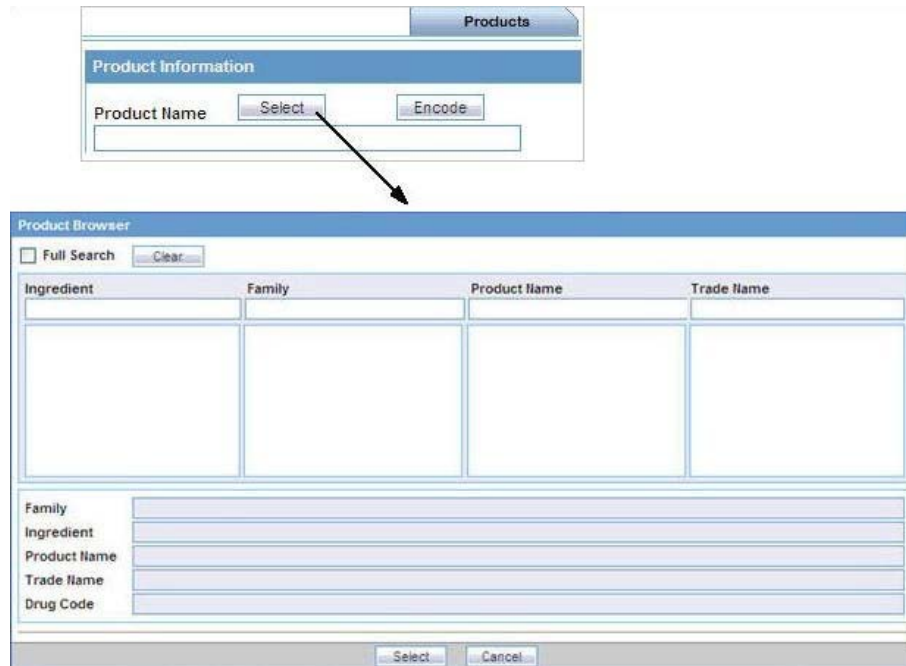 Products
Product Information
Product Name Select Encode
Product Browser
Full Search Clear
Ingredient Family Product Name Trade Name
Family
Ingredient
Product Name
Trade Name
Drug Code
Select Cancel